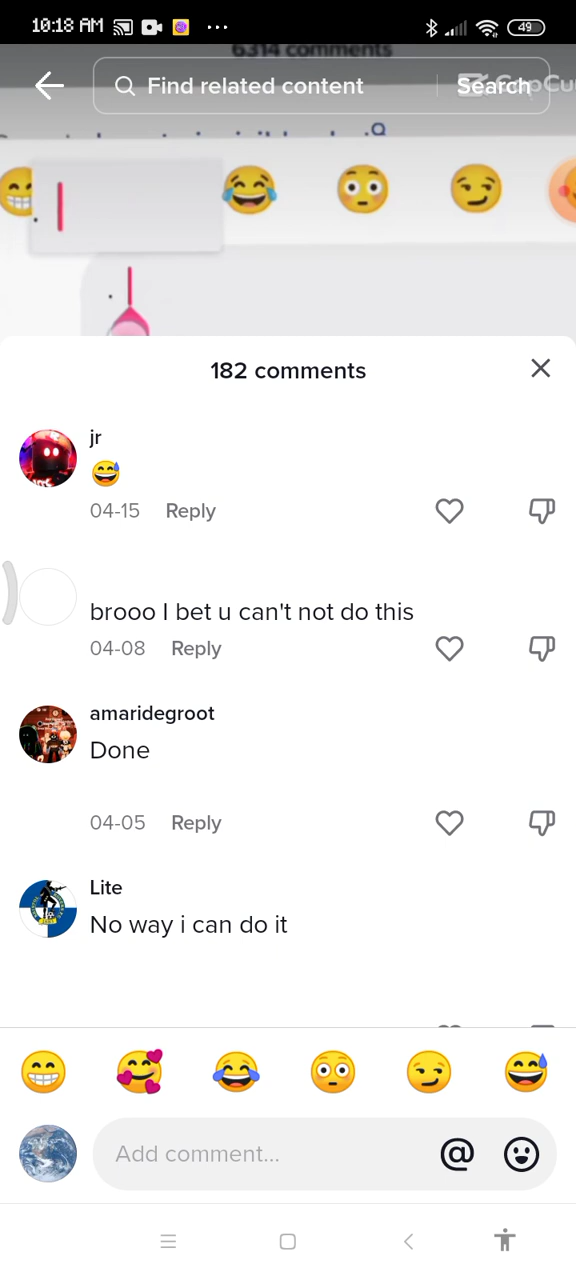 10:18 AM
49
6314 comments
Find related content
Search
CapCu
182 comments
jr
😅
04-15 Reply
brooo I bet u can't not do this
04-08 Reply
amaridegroot
Done
04-05 Reply
Lite
No way i can do it
Add comment...
@